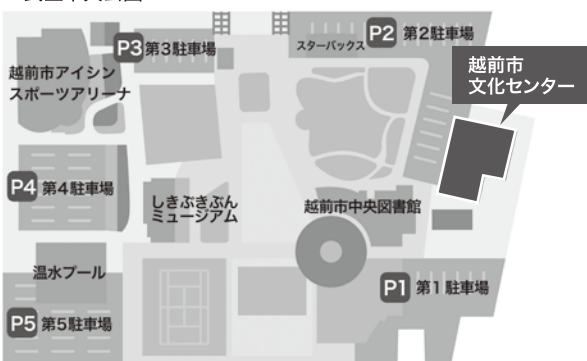 P3 第3駐車場
P2 第2駐車場
スターバックス
越前市
文化センター
越前市アイシン
スポーツアリーナ
P4 第4駐車場
しきぶきぶん
ミュージアム
越前市中央図書館
温水プール
P1 第1駐車場
P5 第5駐車場